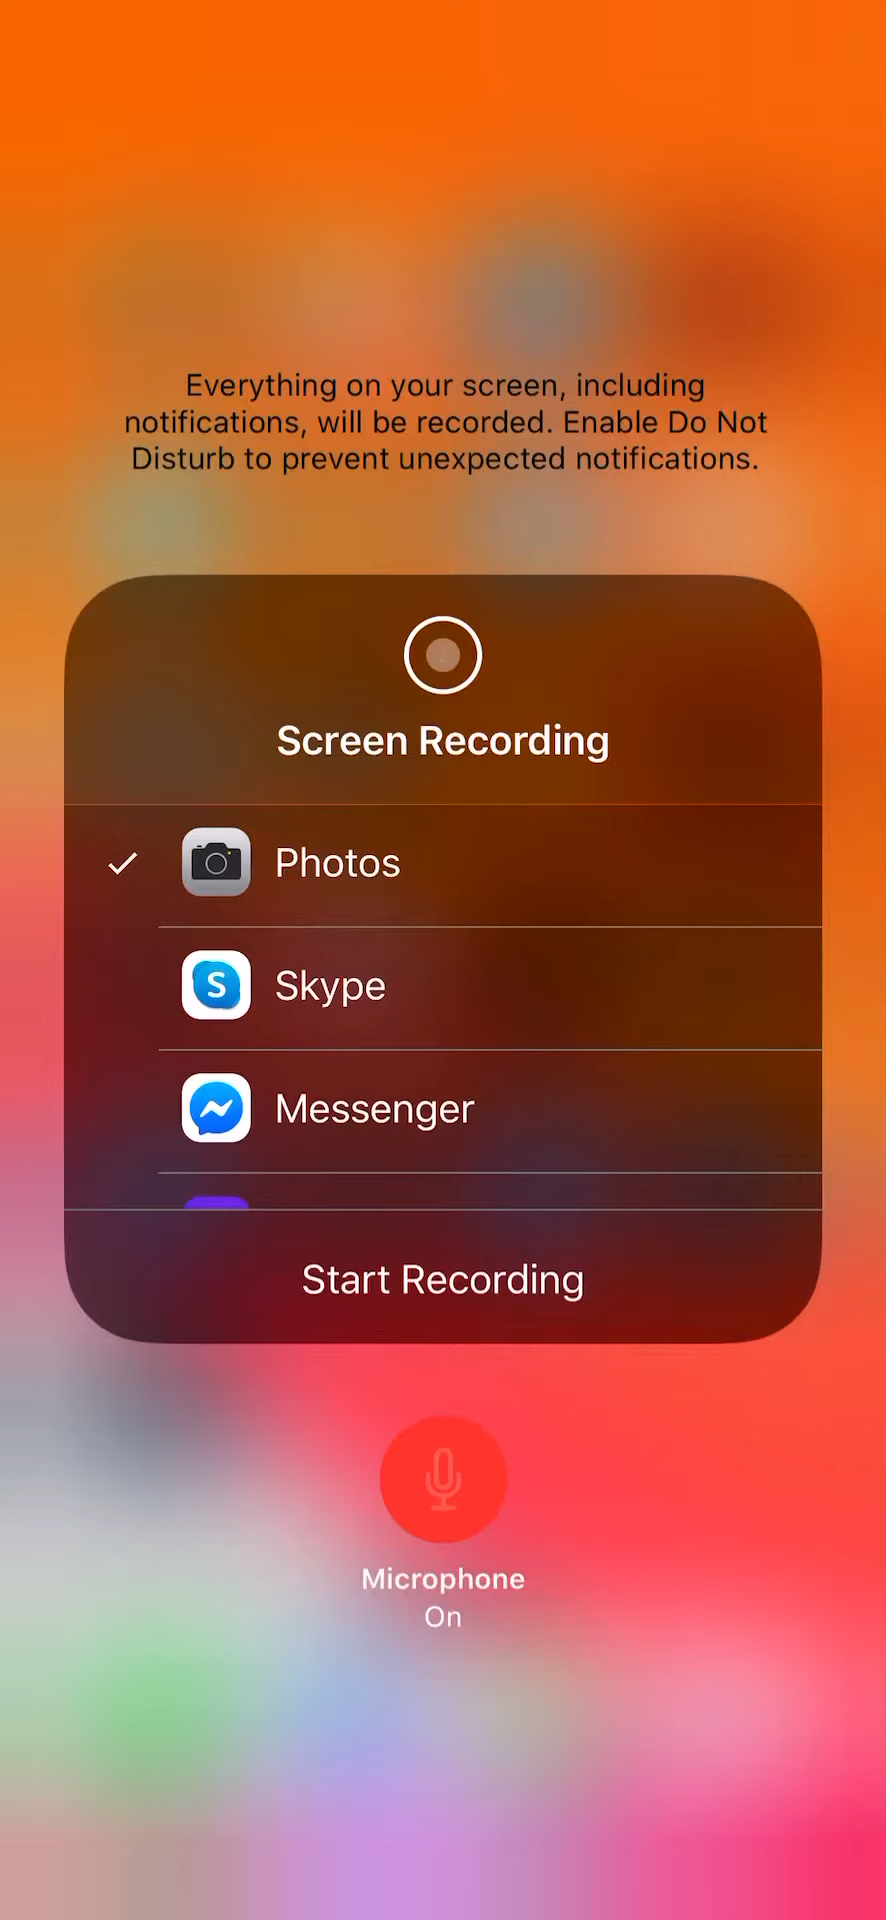 Everything on your screen, including
notifications, will be recorded. Enable Do Not
Disturb to prevent unexpected notifications.
Screen Recording
Photos
Skype
Messenger
Start Recording
Microphone
On